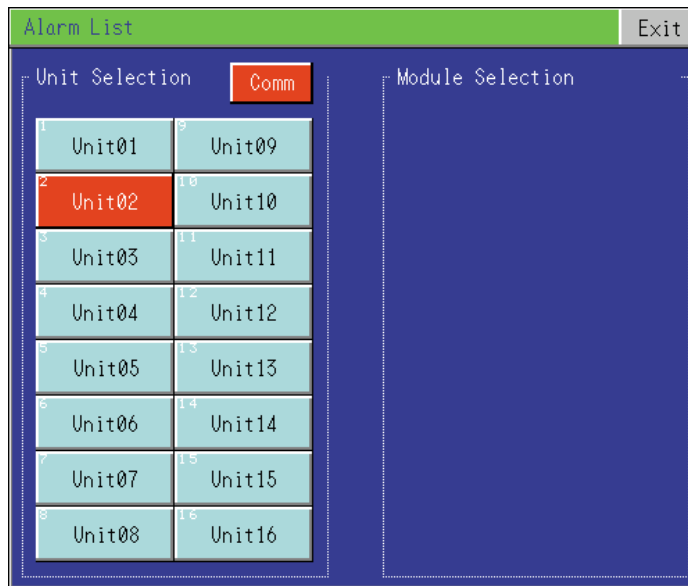 Alarm List Exit
Unit Selection Comm Module Selection
1 Unit01 9 Unit09
2 Unit02 10 Unit10
3 Unit03 11 Unit11
4 Unit04 12 Unit12
5 Unit05 13 Unit13
6 Unit06 14 Unit14
7 Unit07 15 Unit15
8 Unit08 16 Unit16